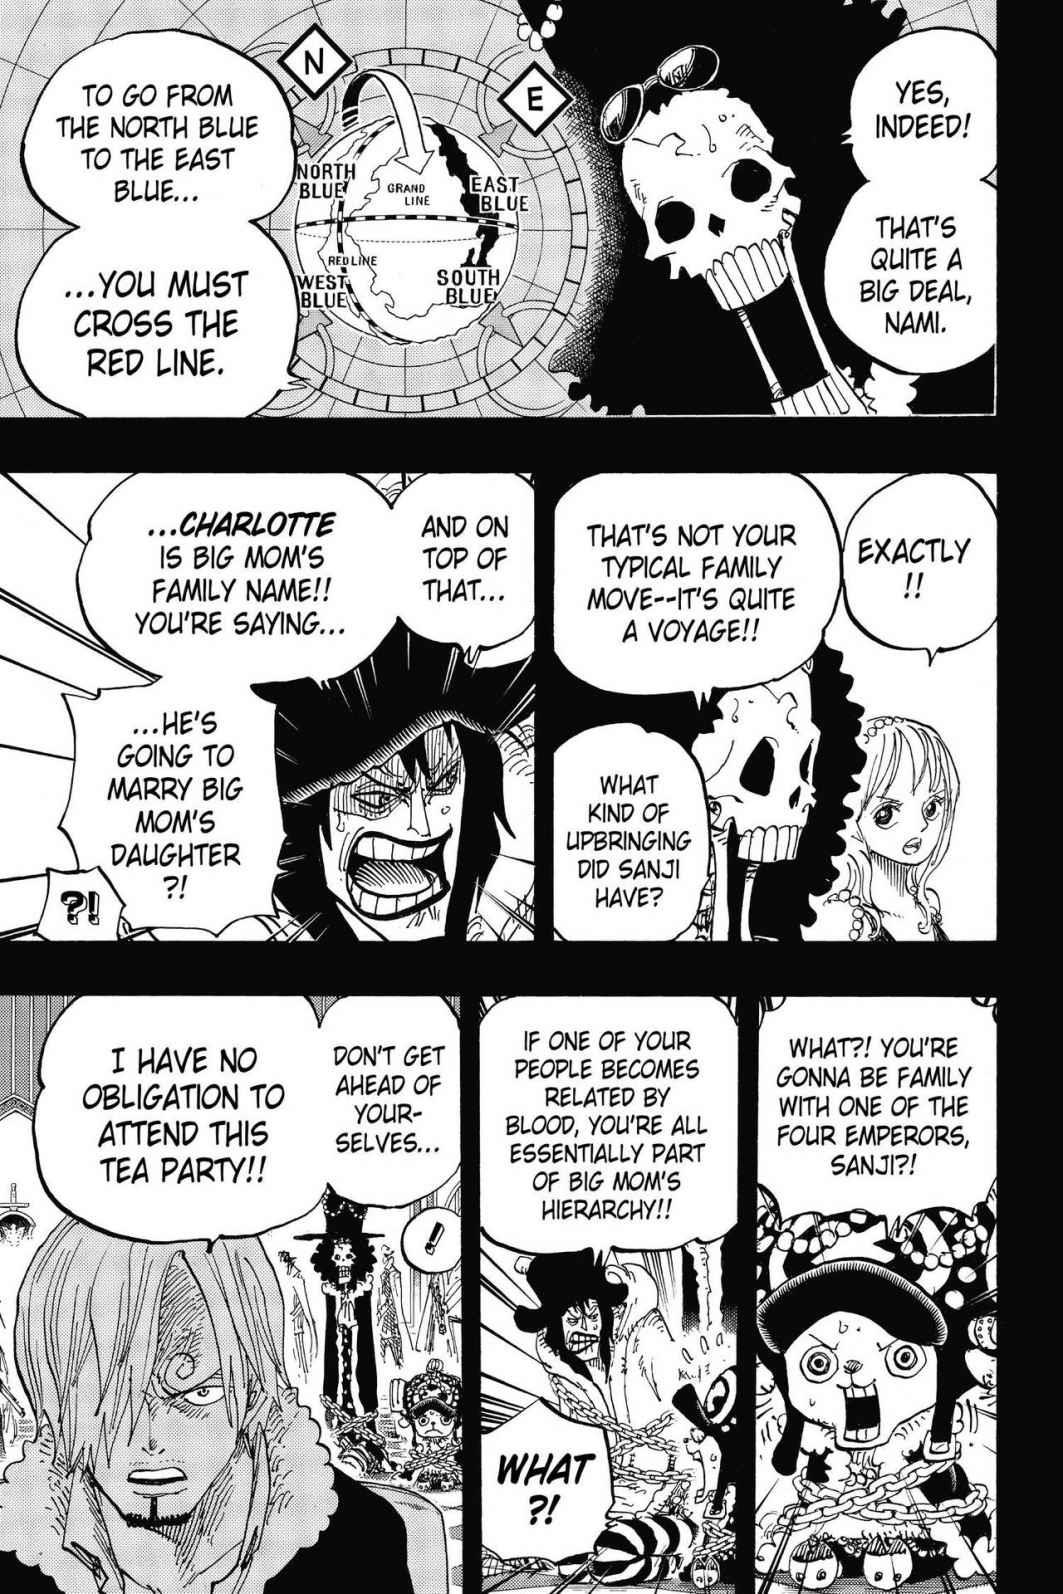 YES,
INDEED!
THAT'S
QUITE A
BIG DEAL,
NAMI.
N
E
NORTH
BLUE
GRAND
LINE
EAST
BLUE
RED LINE
WEST
BLUE
SOUTH
BLUE
TO GO FROM
THE NORTH BLUE
TO THE EAST
BLUE...
...YOU MUST
CROSS THE
RED LINE.
EXACTLY
!!
THAT'S NOT YOUR
TYPICAL FAMILY
MOVE--IT'S QUITE
A VOYAGE!!
WHAT
KIND OF
UPBRINGING
DID SANJI
HAVE?
AND ON
TOP OF
THAT...
...CHARLOTTE
IS BIG MOM'S
FAMILY NAME!!
YOU'RE SAYING...
...HE'S
GOING TO
MARRY BIG
MOM'S
DAUGHTER
?!
?!
WHAT?! YOU'RE
GONNA BE FAMILY
WITH ONE OF THE
FOUR EMPERORS,
SANJI?!
IF ONE OF YOUR
PEOPLE BECOMES
RELATED BY
BLOOD, YOU'RE ALL
ESSENTIALLY PART
OF BIG MOM'S
HIERARCHY!!
WHAT
?!
DON'T GET
AHEAD OF
YOUR-
SELVES...
!
I HAVE NO
OBLIGATION TO
ATTEND THIS
TEA PARTY!!